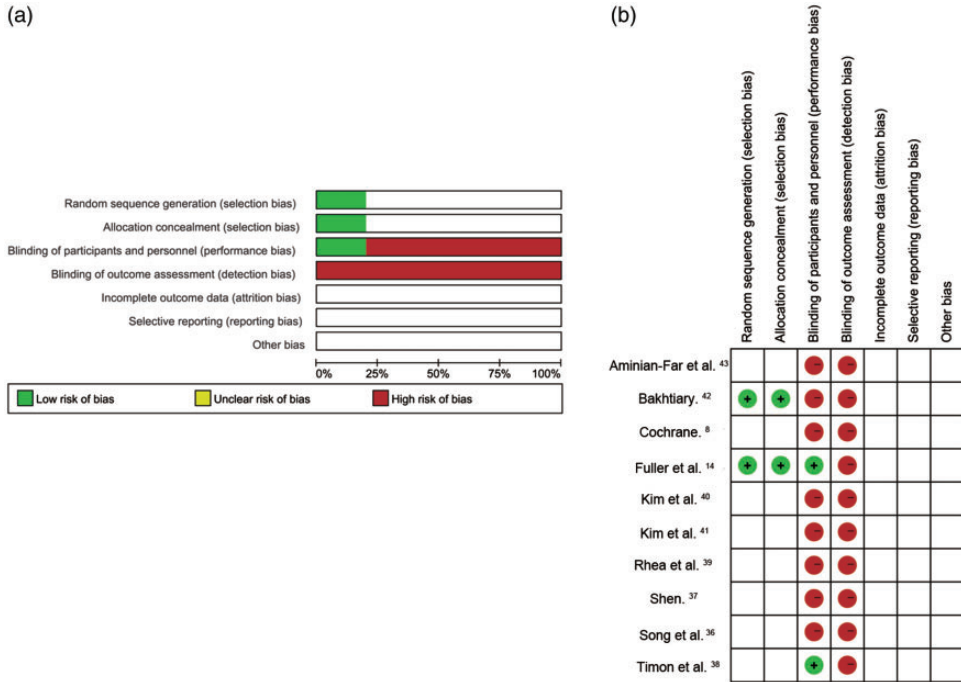 (a)
Random sequence generation (selection bias)
Allocation concealment (selection bias)
Blinding of participants and personnel (performance bias)
Blinding of outcome assessment (detection bias)
Incomplete outcome data (attrition bias)
Selective reporting (reporting bias)
Other bias
0% 25% 50% 75% 100%
Low risk of bias Unclear risk of bias High risk of bias
(b)
Random sequence generation (selection bias)
Allocation concealment (selection bias)
Blinding of participants and personnel (performance bias)
Blinding of outcome assessment (detection bias)
Incomplete outcome data (attrition bias)
Selective reporting (reporting bias)
Other bias
Aminian-Far et al. 43 - -
Bakhtiary. 42 + + - -
Cochrane. 8 - -
Fuller et al. 14 + + + -
Kim et al. 40 - -
Kim et al. 41 - -
Rhea et al. 39 - -
Shen. 37 - -
Song et al. 36 - -
Timon et al. 38 + -